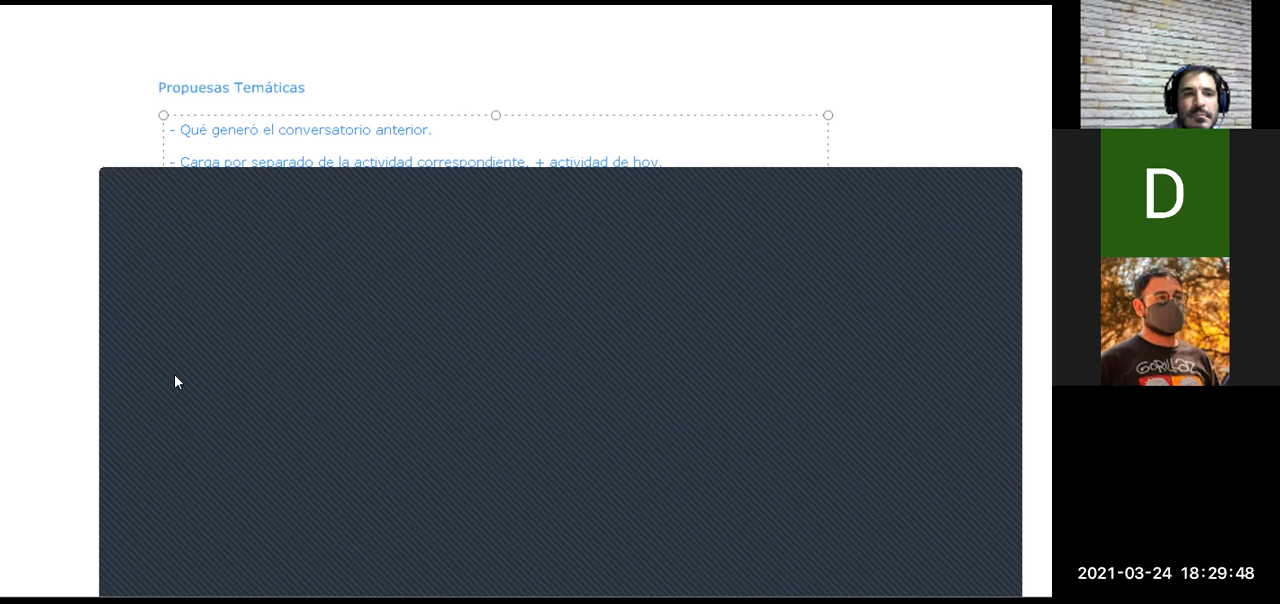 Propuesas Temáticas
- Qué generó el conversatorio anterior.
- Carga por separado de la actividad correspondiente. + actividad de hoy.
D
GORILLAZ
2021-03-24 18:29:48